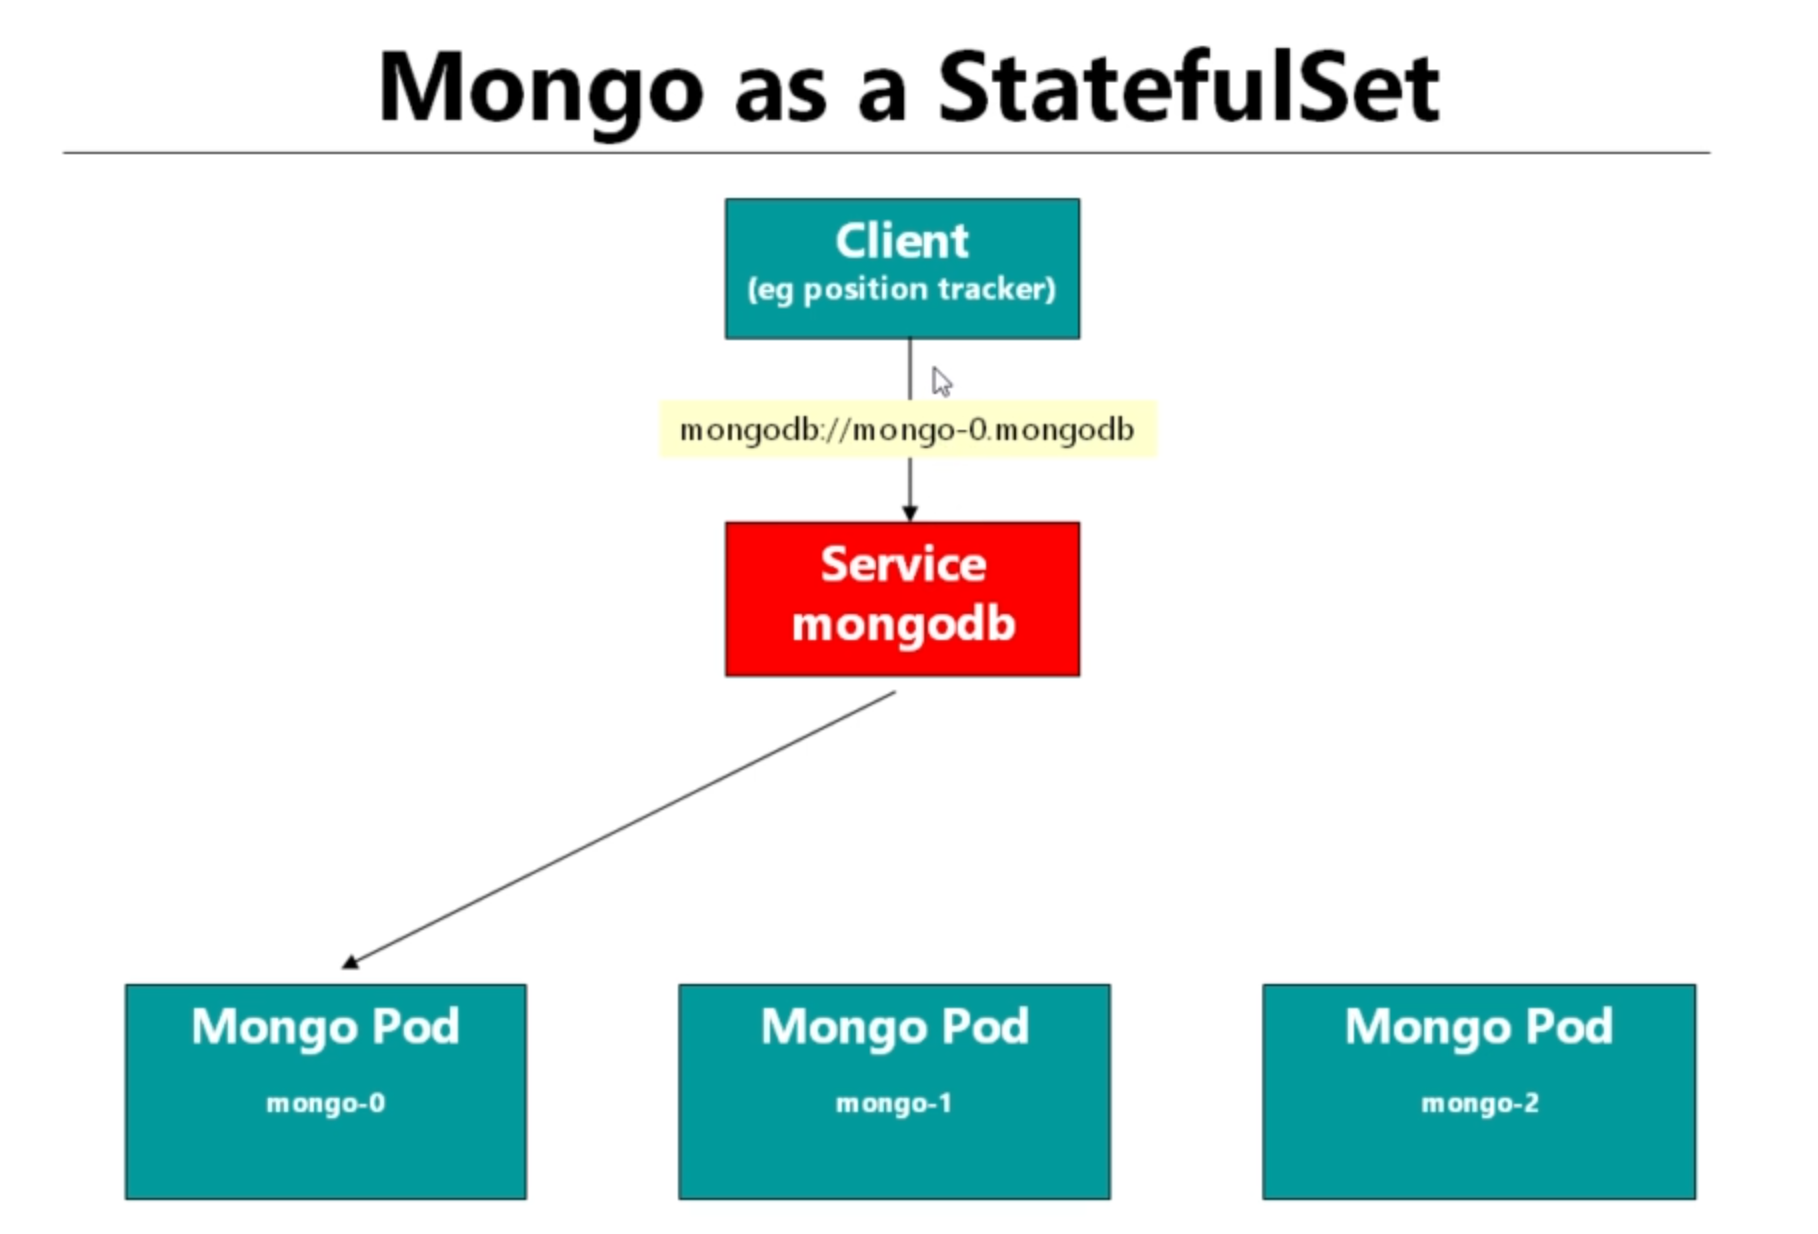 Mongo as a StatefulSet
Client
(eg position tracker)
mongodb://mongo-0.mongodb
Service
mongodb
Mongo Pod
mongo-0
Mongo Pod
mongo-1
Mongo Pod
mongo-2